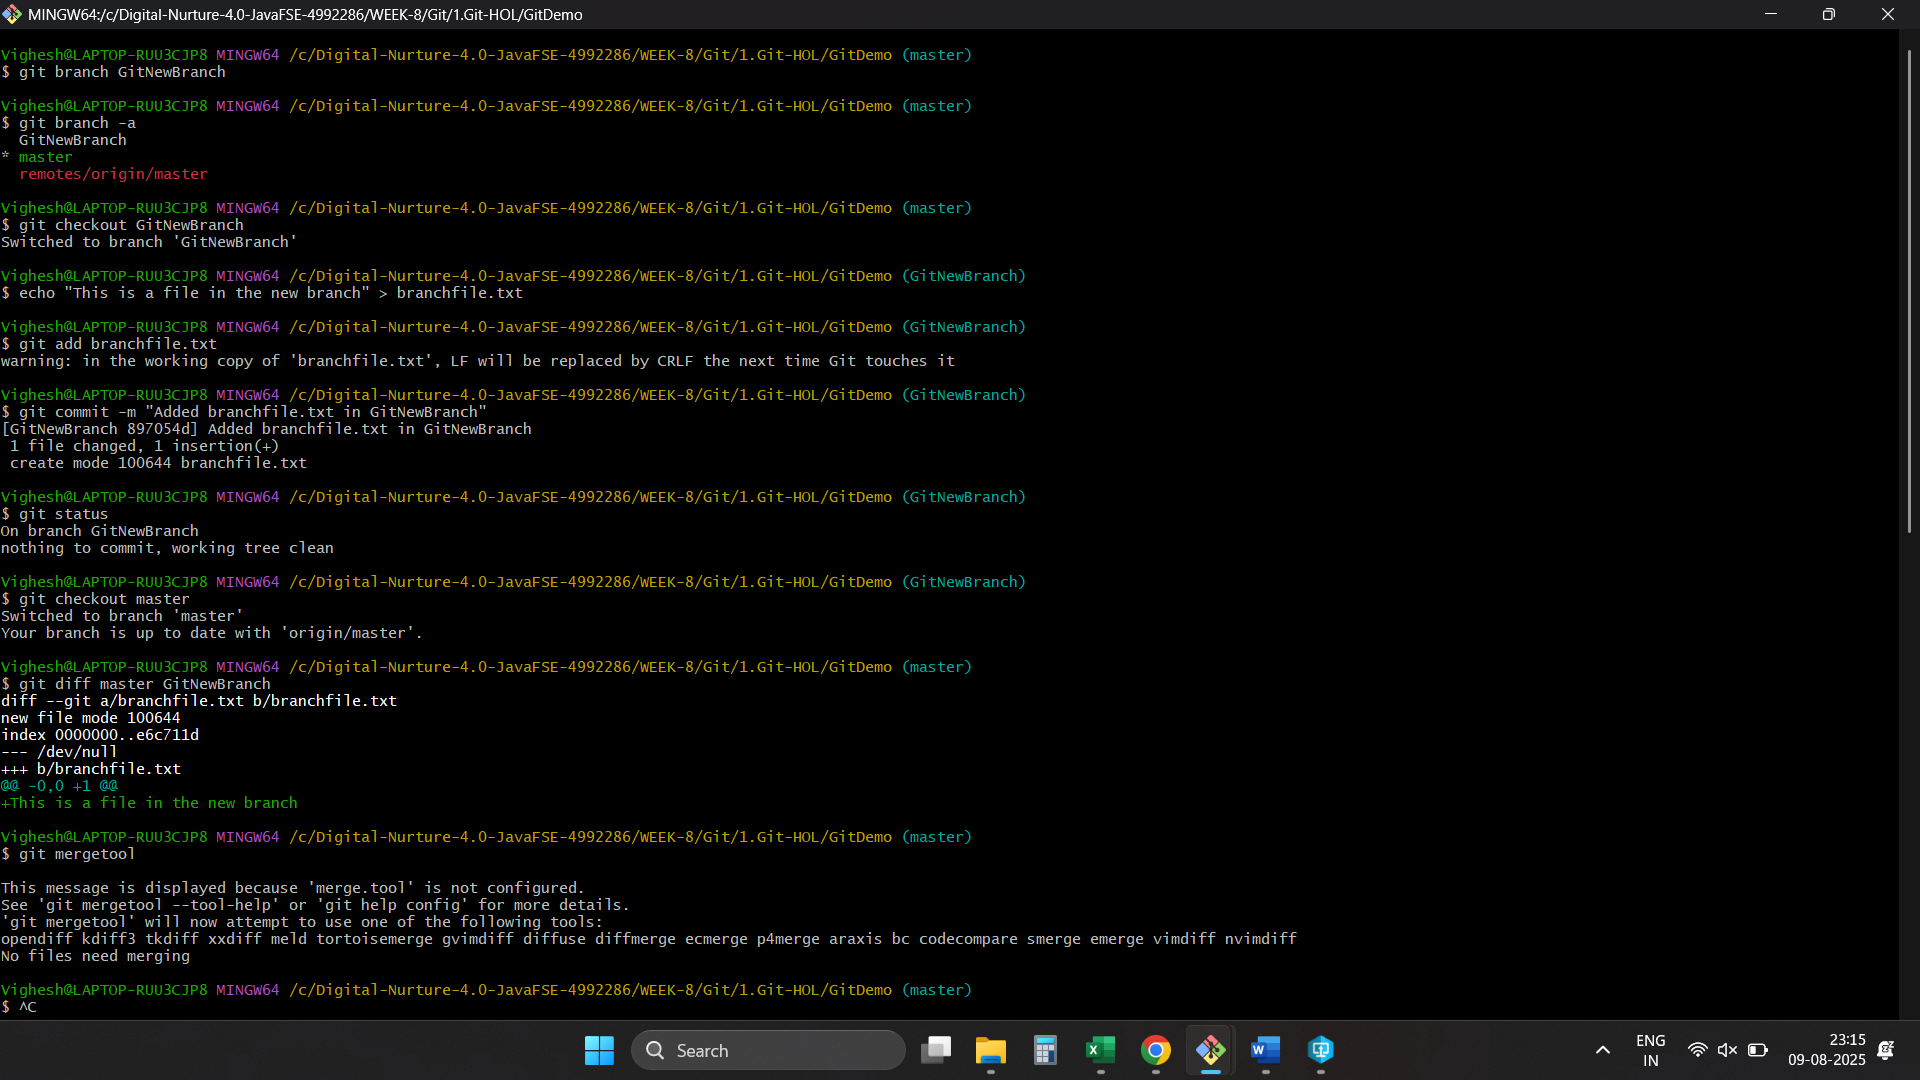 MINGW64:/c/Digital-Nurture-4.0-JavaFSE-4992286/WEEK-8/Git/1.Git-HOL/GitDemo
Vighesh@LAPTOP-RUU3CJP8 MINGW64 /c/Digital-Nurture-4.0-JavaFSE-4992286/WEEK-8/Git/1.Git-HOL/GitDemo (master)
$ git branch GitNewBranch
Vighesh@LAPTOP-RUU3CJP8 MINGW64 /c/Digital-Nurture-4.0-JavaFSE-4992286/WEEK-8/Git/1.Git-HOL/GitDemo (master)
$ git branch -a
GitNewBranch
* master
remotes/origin/master
Vighesh@LAPTOP-RUU3CJP8 MINGW64 /c/Digital-Nurture-4.0-JavaFSE-4992286/WEEK-8/Git/1.Git-HOL/GitDemo (master)
$ git checkout GitNewBranch
Switched to branch 'GitNewBranch'
Vighesh@LAPTOP-RUU3CJP8 MINGW64 /c/Digital-Nurture-4.0-JavaFSE-4992286/WEEK-8/Git/1.Git-HOL/GitDemo (GitNewBranch)
$ echo "This is a file in the new branch" > branchfile.txt
Vighesh@LAPTOP-RUU3CJP8 MINGW64 /c/Digital-Nurture-4.0-JavaFSE-4992286/WEEK-8/Git/1.Git-HOL/GitDemo (GitNewBranch)
$ git add branchfile.txt
warning: in the working copy of 'branchfile.txt', LF will be replaced by CRLF the next time Git touches it
Vighesh@LAPTOP-RUU3CJP8 MINGW64 /c/Digital-Nurture-4.0-JavaFSE-4992286/WEEK-8/Git/1.Git-HOL/GitDemo (GitNewBranch)
$ git commit -m "Added branchfile.txt in GitNewBranch"
[GitNewBranch 897054d] Added branchfile.txt in GitNewBranch
1 file changed, 1 insertion(+)
create mode 100644 branchfile.txt
Vighesh@LAPTOP-RUU3CJP8 MINGW64 /c/Digital-Nurture-4.0-JavaFSE-4992286/WEEK-8/Git/1.Git-HOL/GitDemo (GitNewBranch)
$ git status
On branch GitNewBranch
nothing to commit, working tree clean
Vighesh@LAPTOP-RUU3CJP8 MINGW64 /c/Digital-Nurture-4.0-JavaFSE-4992286/WEEK-8/Git/1.Git-HOL/GitDemo (GitNewBranch)
$ git checkout master
Switched to branch 'master'
Your branch is up to date with 'origin/master'.
Vighesh@LAPTOP-RUU3CJP8 MINGW64 /c/Digital-Nurture-4.0-JavaFSE-4992286/WEEK-8/Git/1.Git-HOL/GitDemo (master)
$ git diff master GitNewBranch
diff --git a/branchfile.txt b/branchfile.txt
new file mode 100644
index 0000000..e6c711d
--- /dev/null
+++ b/branchfile.txt
@@ -0,0 +1 @@
+This is a file in the new branch
Vighesh@LAPTOP-RUU3CJP8 MINGW64 /c/Digital-Nurture-4.0-JavaFSE-4992286/WEEK-8/Git/1.Git-HOL/GitDemo (master)
$ git mergetool
This message is displayed because 'merge.tool' is not configured.
See 'git mergetool --tool-help' or 'git help config' for more details.
'git mergetool' will now attempt to use one of the following tools:
opendiff kdiff3 tkdiff xxdiff meld tortoisemerge gvimdiff diffuse diffmerge ecmerge p4merge araxis bc codecompare smerge emerge vimdiff nvimdiff
No files need merging
Vighesh@LAPTOP-RUU3CJP8 MINGW64 /c/Digital-Nurture-4.0-JavaFSE-4992286/WEEK-8/Git/1.Git-HOL/GitDemo (master)
$ ^C
Search
ENG
IN
23:15
09-08-2025